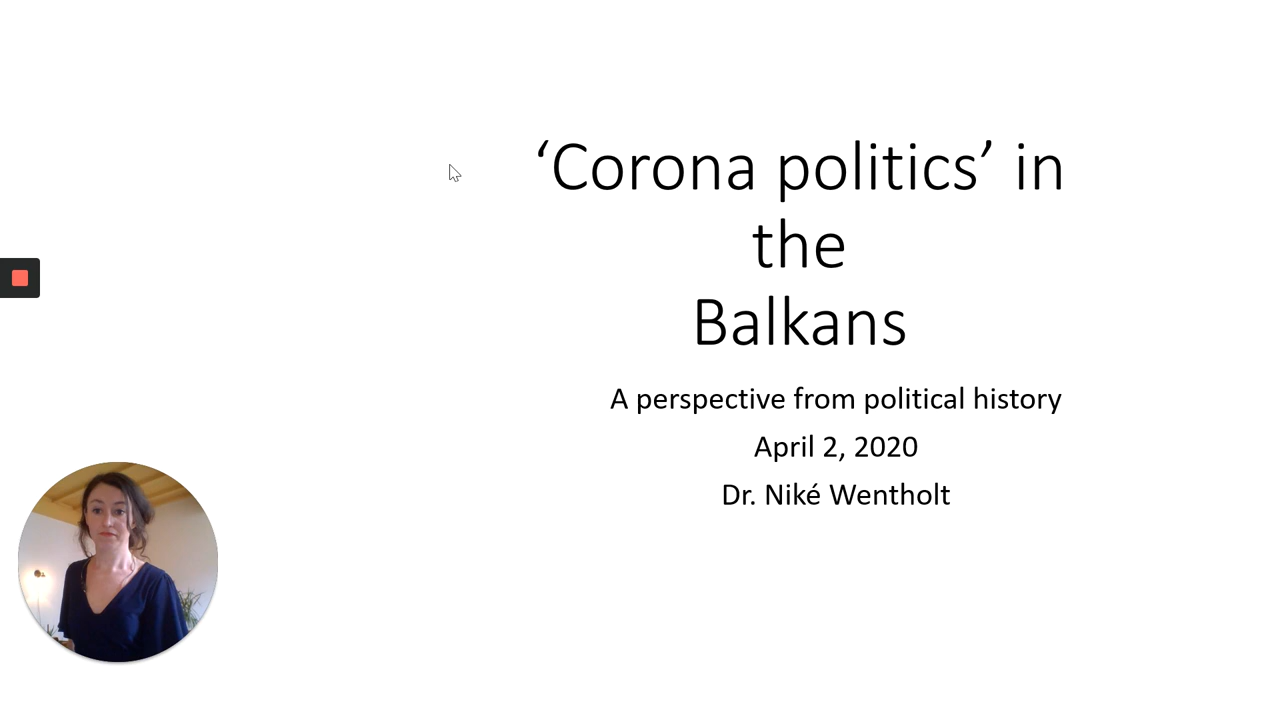 ‘Corona politics’ in
the
Balkans
A perspective from political history
April 2, 2020
Dr. Niké Wentholt